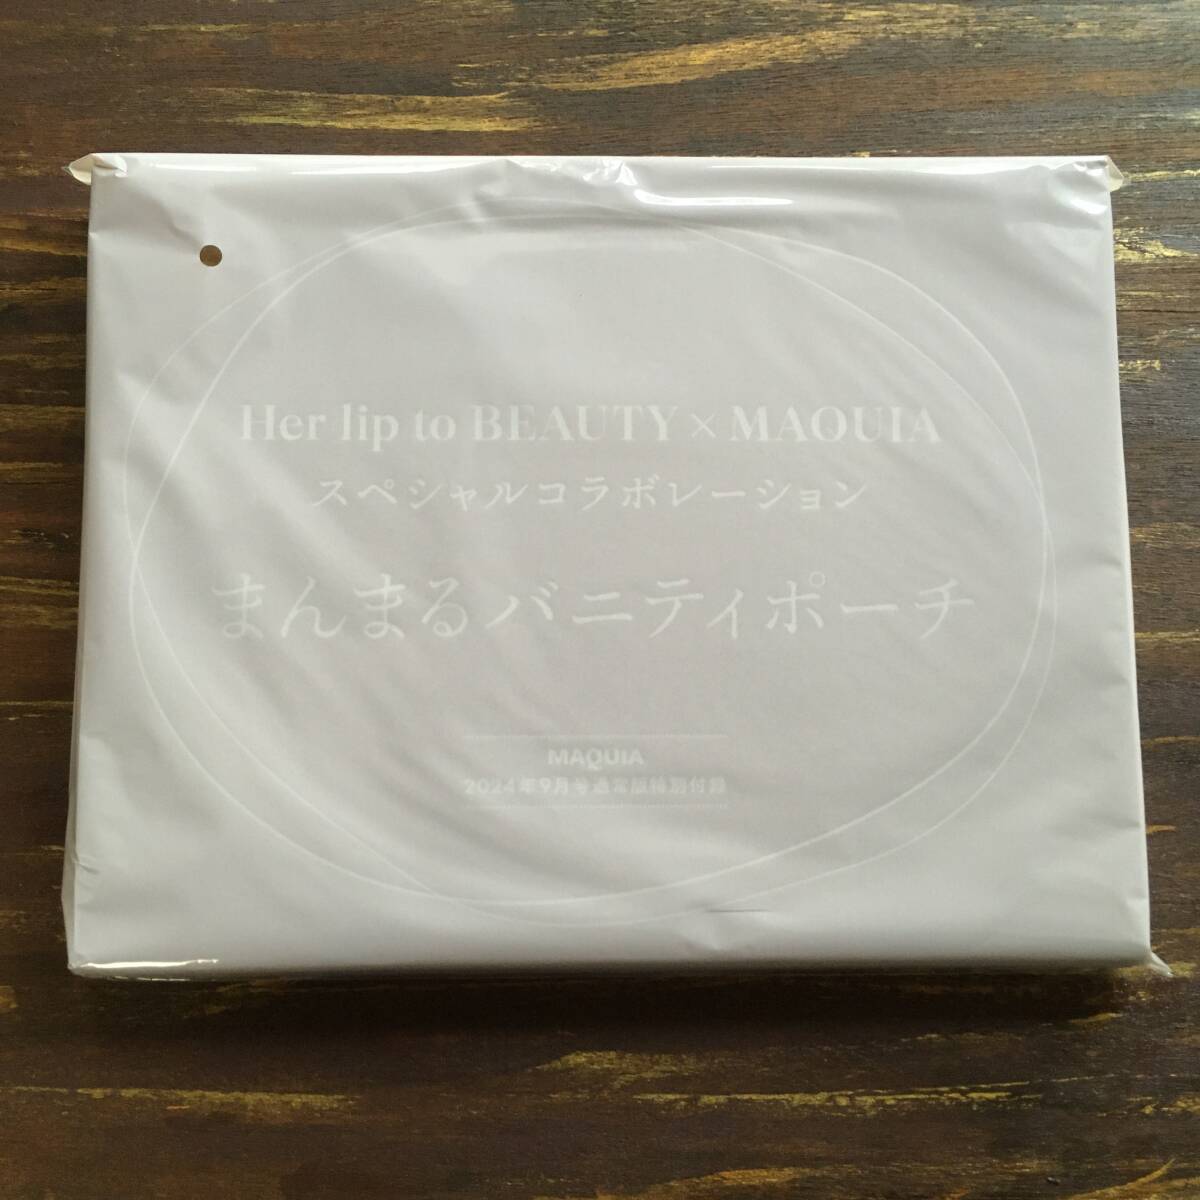 Her lip to BEAUTY × MAQUIA
スペシャルコラボレーション
まんまるバニティポーチ
MAQUIA
2024年9月号通常版特別付録